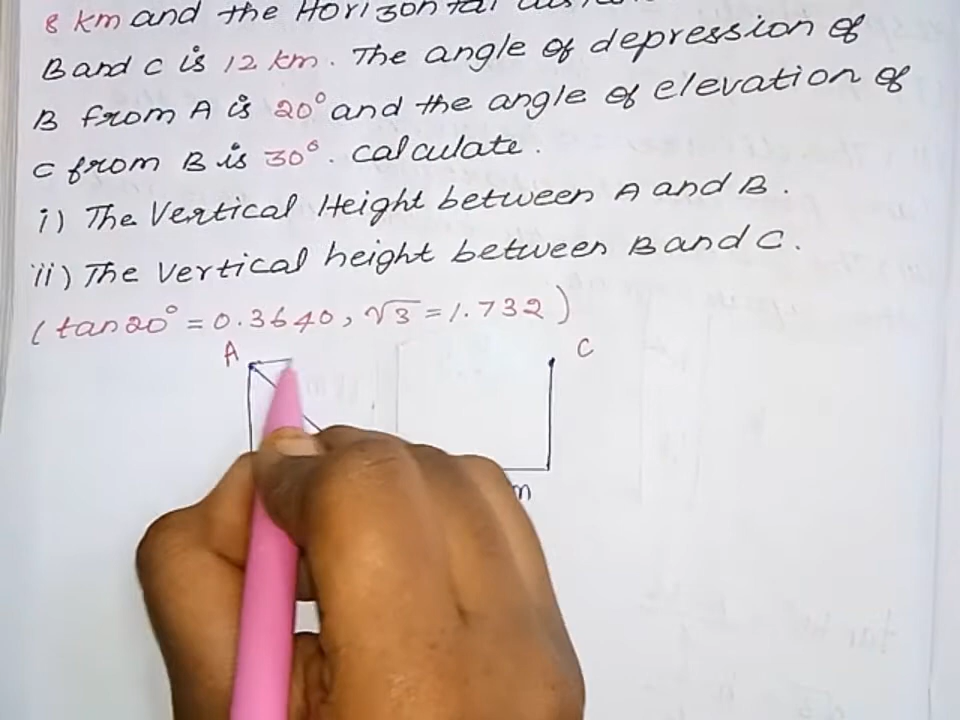 8 km and the Horizontal
B and C is 12 km. The angle of depression of
B from A is 20° and the angle of elevation of
C from B is 30°. calculate.
i) The Vertical Height between A and B.
ii) The vertical height between B and C.
(tan 20° = 0.3640, √3 = 1.732)
A C
m